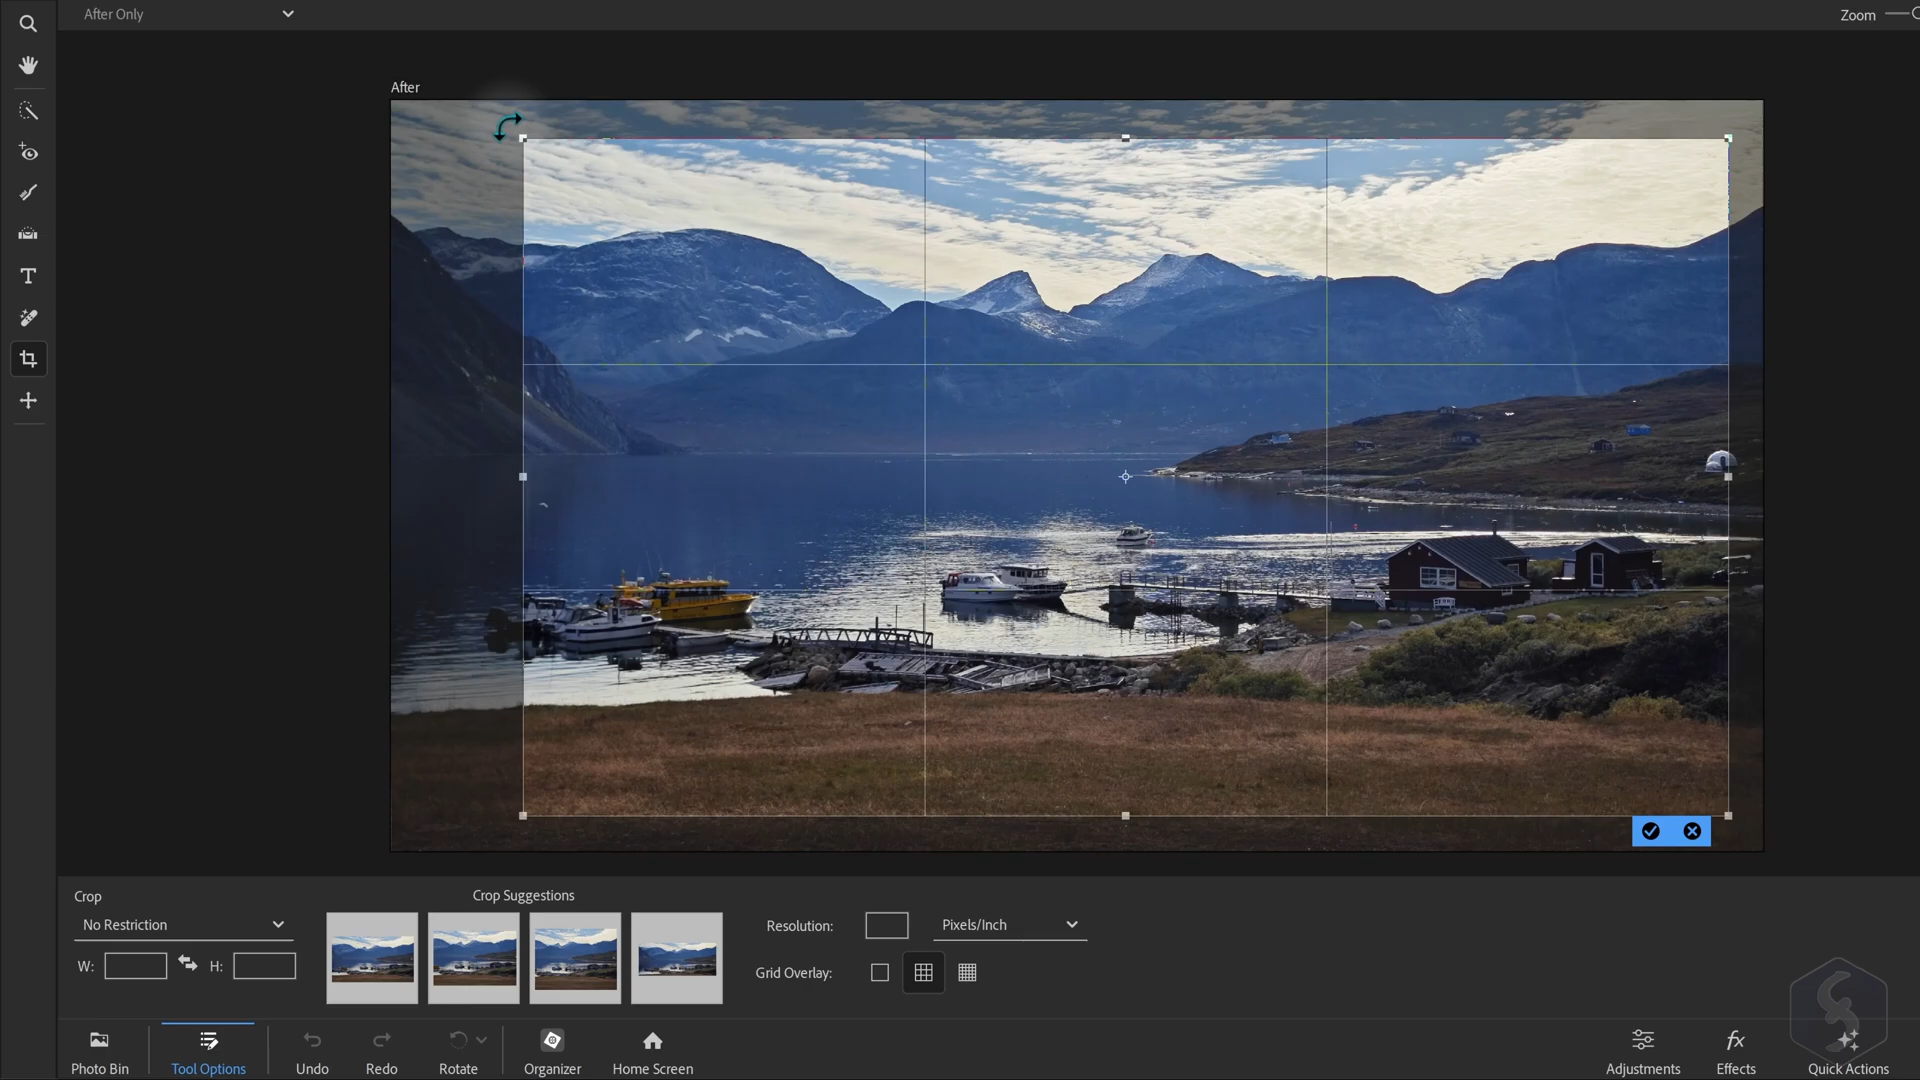 After Only
Zoom
After
Crop
Crop Suggestions
No Restriction
Resolution:
Pixels/Inch
W:
H:
Grid Overlay:
Photo Bin
Tool Options
Undo
Redo
Rotate
Organizer
Home Screen
Adjustments
fx
Effects
Quick Actions